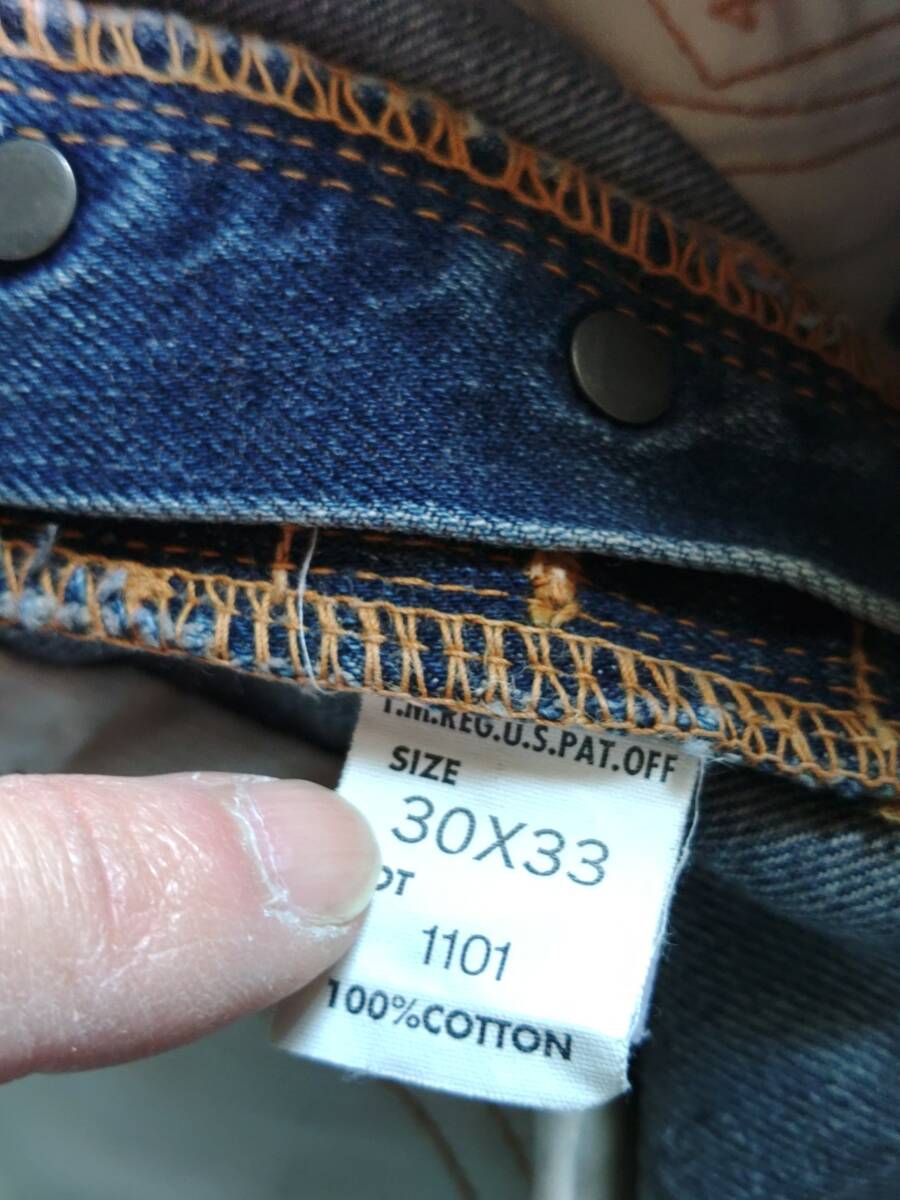 T.M.REG.U.S.PAT.OFF
SIZE
30X33
1101
100%COTTON